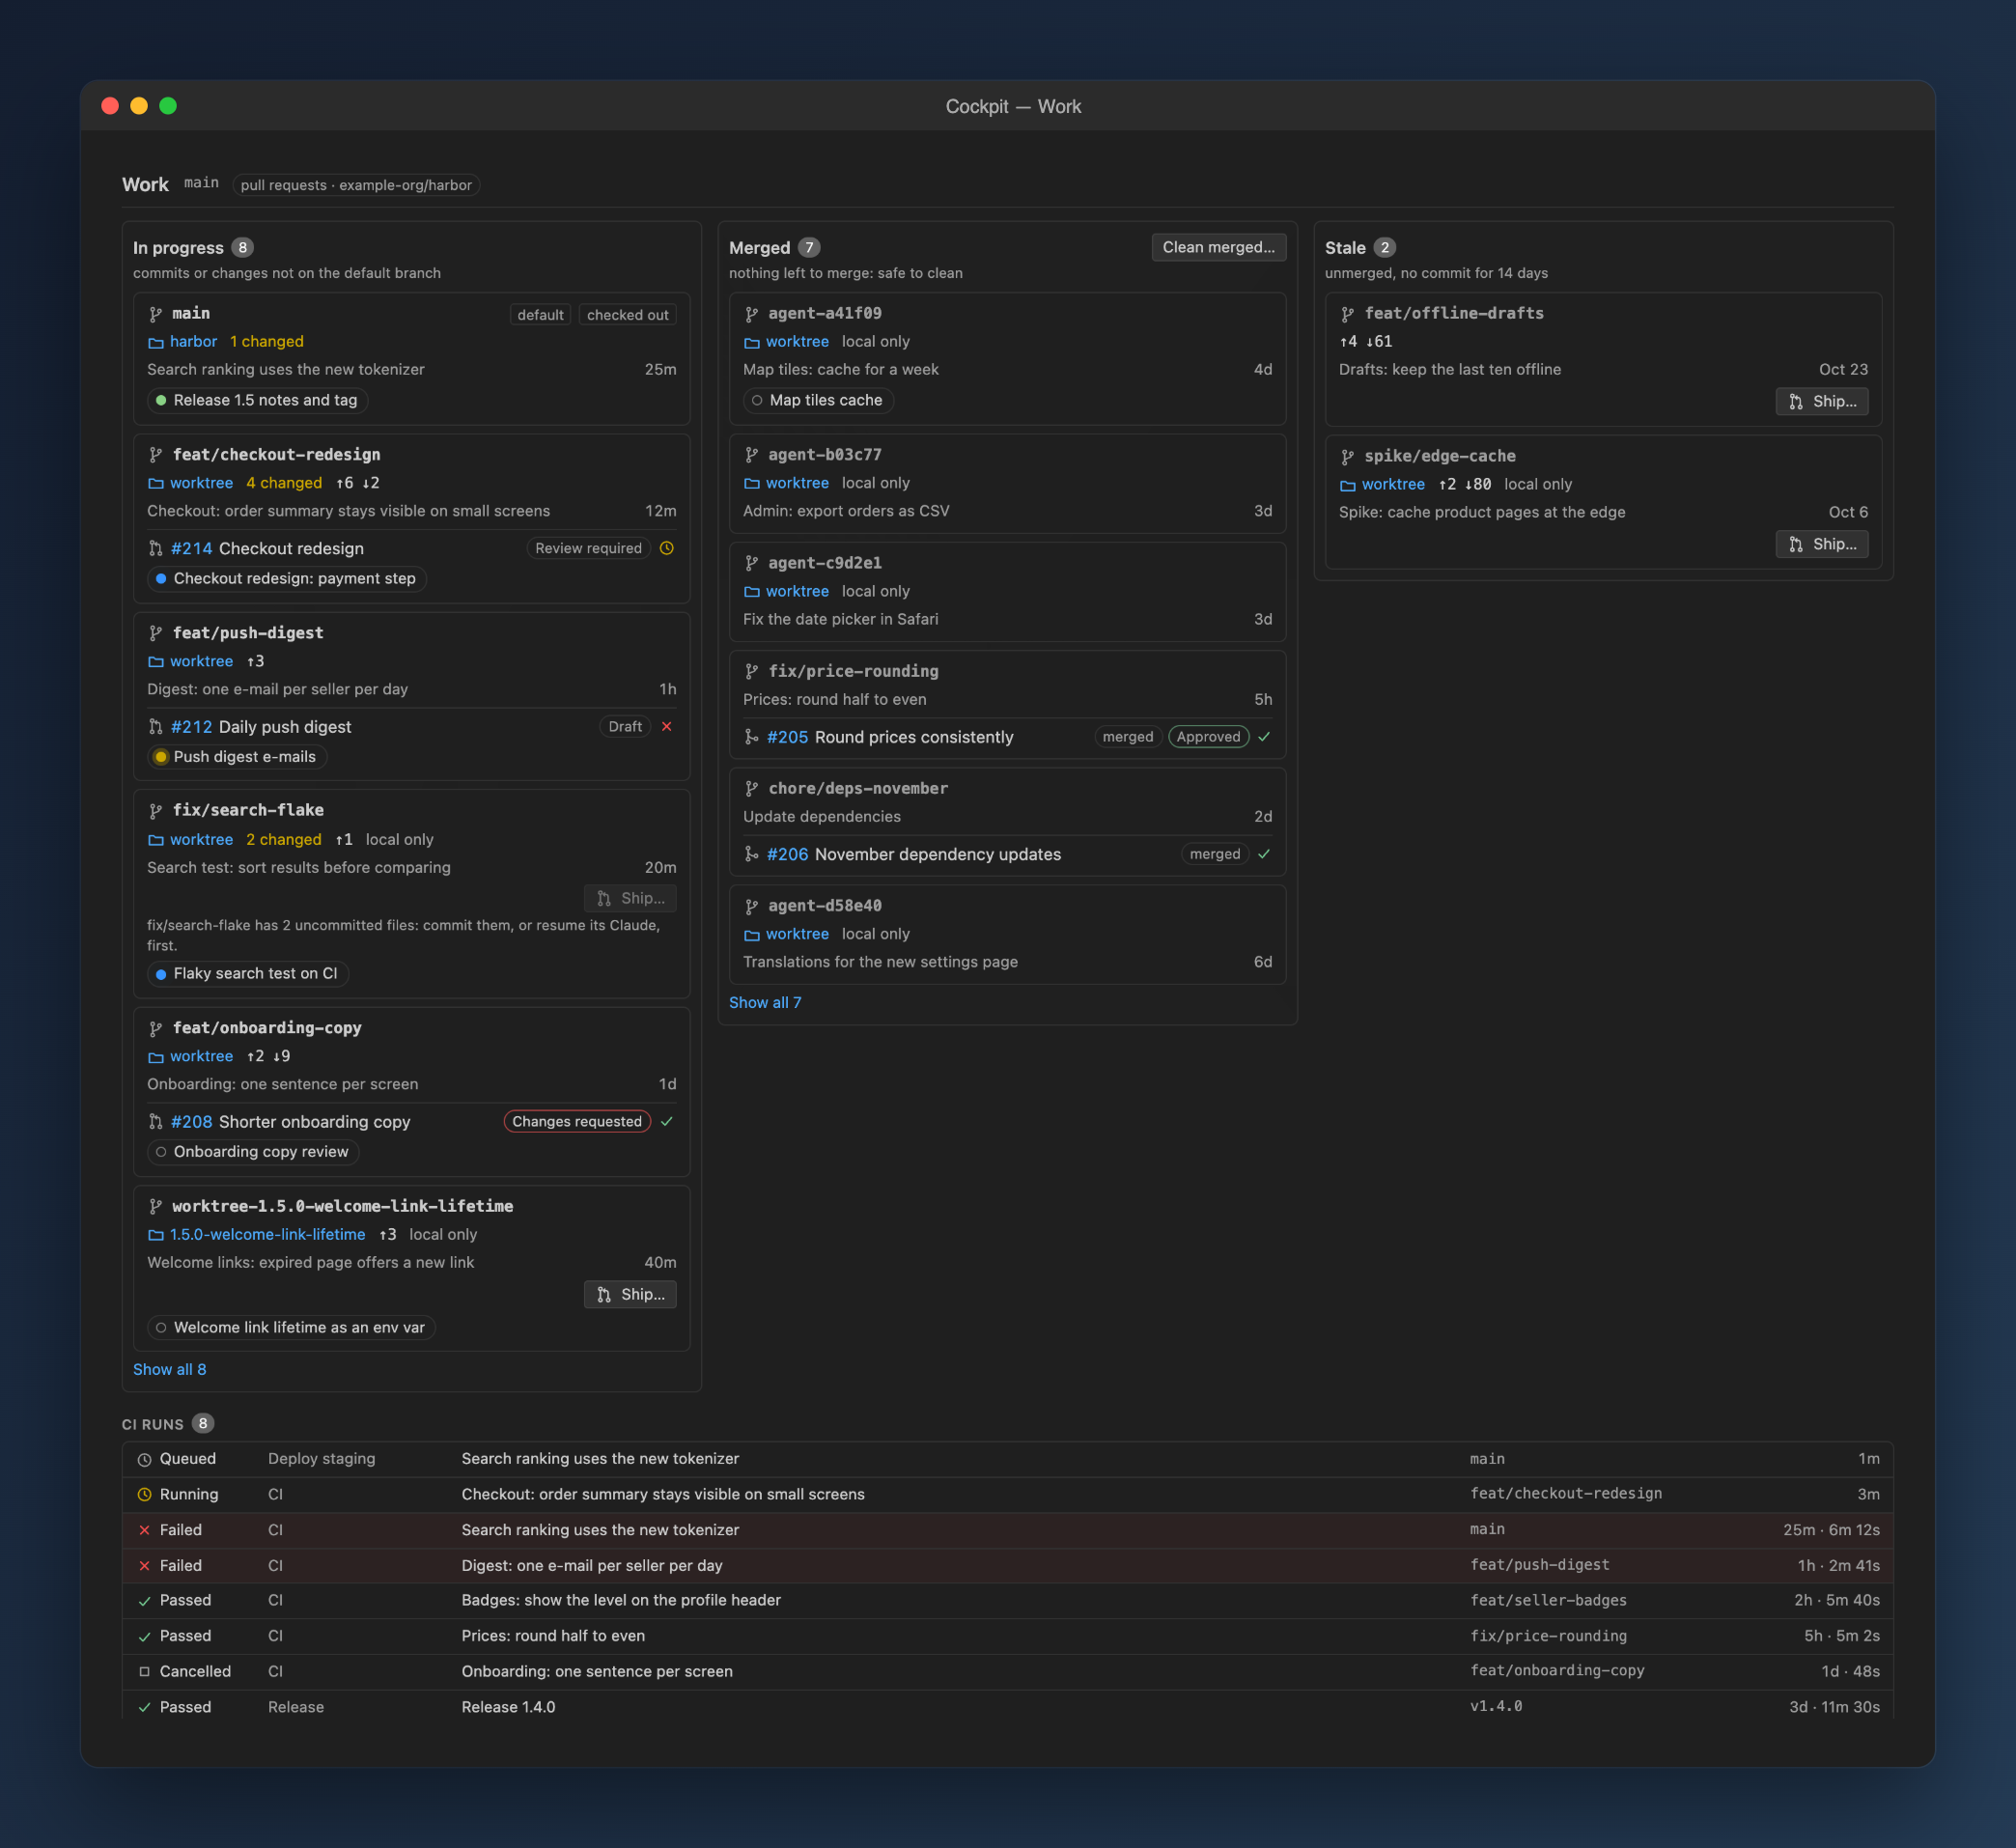 Cockpit — Work
Work main pull requests · example-org/harbor
In progress 8
commits or changes not on the default branch
main default checked out
harbor 1 changed
Search ranking uses the new tokenizer 25m
Release 1.5 notes and tag
feat/checkout-redesign
worktree 4 changed ↑6 ↓2
Checkout: order summary stays visible on small screens 12m
#214 Checkout redesign Review required
Checkout redesign: payment step
feat/push-digest
worktree ↑3
Digest: one e-mail per seller per day 1h
#212 Daily push digest Draft
Push digest e-mails
fix/search-flake
worktree 2 changed ↑1 local only
Search test: sort results before comparing 20m
Ship...
fix/search-flake has 2 uncommitted files: commit them, or resume its Claude,
first.
Flaky search test on CI
feat/onboarding-copy
worktree ↑2 ↓9
Onboarding: one sentence per screen 1d
#208 Shorter onboarding copy Changes requested
Onboarding copy review
worktree-1.5.0-welcome-link-lifetime
1.5.0-welcome-link-lifetime ↑3 local only
Welcome links: expired page offers a new link 40m
Ship...
Welcome link lifetime as an env var
Show all 8
Merged 7 Clean merged...
nothing left to merge: safe to clean
agent-a41f09
worktree local only
Map tiles: cache for a week 4d
Map tiles cache
agent-b03c77
worktree local only
Admin: export orders as CSV 3d
agent-c9d2e1
worktree local only
Fix the date picker in Safari 3d
fix/price-rounding
Prices: round half to even 5h
#205 Round prices consistently merged Approved
chore/deps-november
Update dependencies 2d
#206 November dependency updates merged
agent-d58e40
worktree local only
Translations for the new settings page 6d
Show all 7
Stale 2
unmerged, no commit for 14 days
feat/offline-drafts
↑4 ↓61
Drafts: keep the last ten offline Oct 23
Ship...
spike/edge-cache
worktree ↑2 ↓80 local only
Spike: cache product pages at the edge Oct 6
Ship...
CI RUNS 8
Queued Deploy staging Search ranking uses the new tokenizer main 1m
Running CI Checkout: order summary stays visible on small screens feat/checkout-redesign 3m
Failed CI Search ranking uses the new tokenizer main 25m · 6m 12s
Failed CI Digest: one e-mail per seller per day feat/push-digest 1h · 2m 41s
Passed CI Badges: show the level on the profile header feat/seller-badges 2h · 5m 40s
Passed CI Prices: round half to even fix/price-rounding 5h · 5m 2s
Cancelled CI Onboarding: one sentence per screen feat/onboarding-copy 1d · 48s
Passed Release Release 1.4.0 v1.4.0 3d · 11m 30s